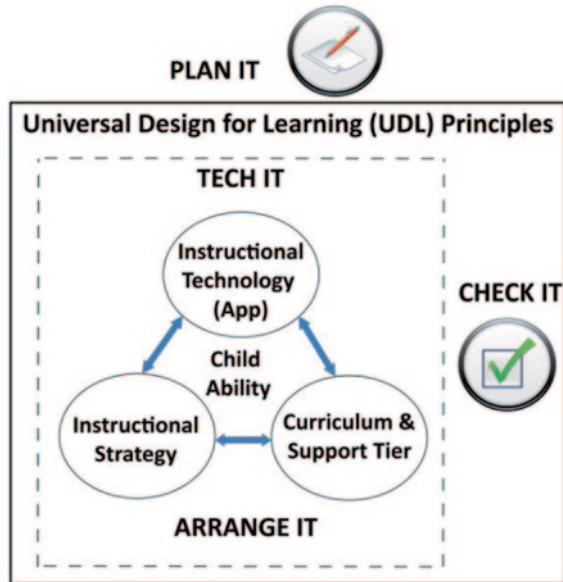 PLAN IT
Universal Design for Learning (UDL) Principles
TECH IT
Instructional
Technology
(App)
CHECK IT
Child
Ability
Instructional
Strategy
Curriculum &
Support Tier
ARRANGE IT